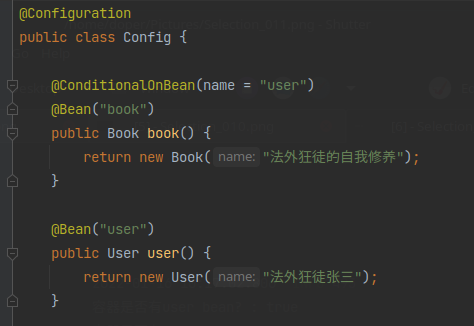 @Configuration
public class Config {
@ConditionalOnBean(name = "user")
@Bean("book")
public Book book() {
return new Book( name: "法外狂徒的自我修养");
}
@Bean("user")
public User user() {
return new User( name: "法外狂徒张三");
}